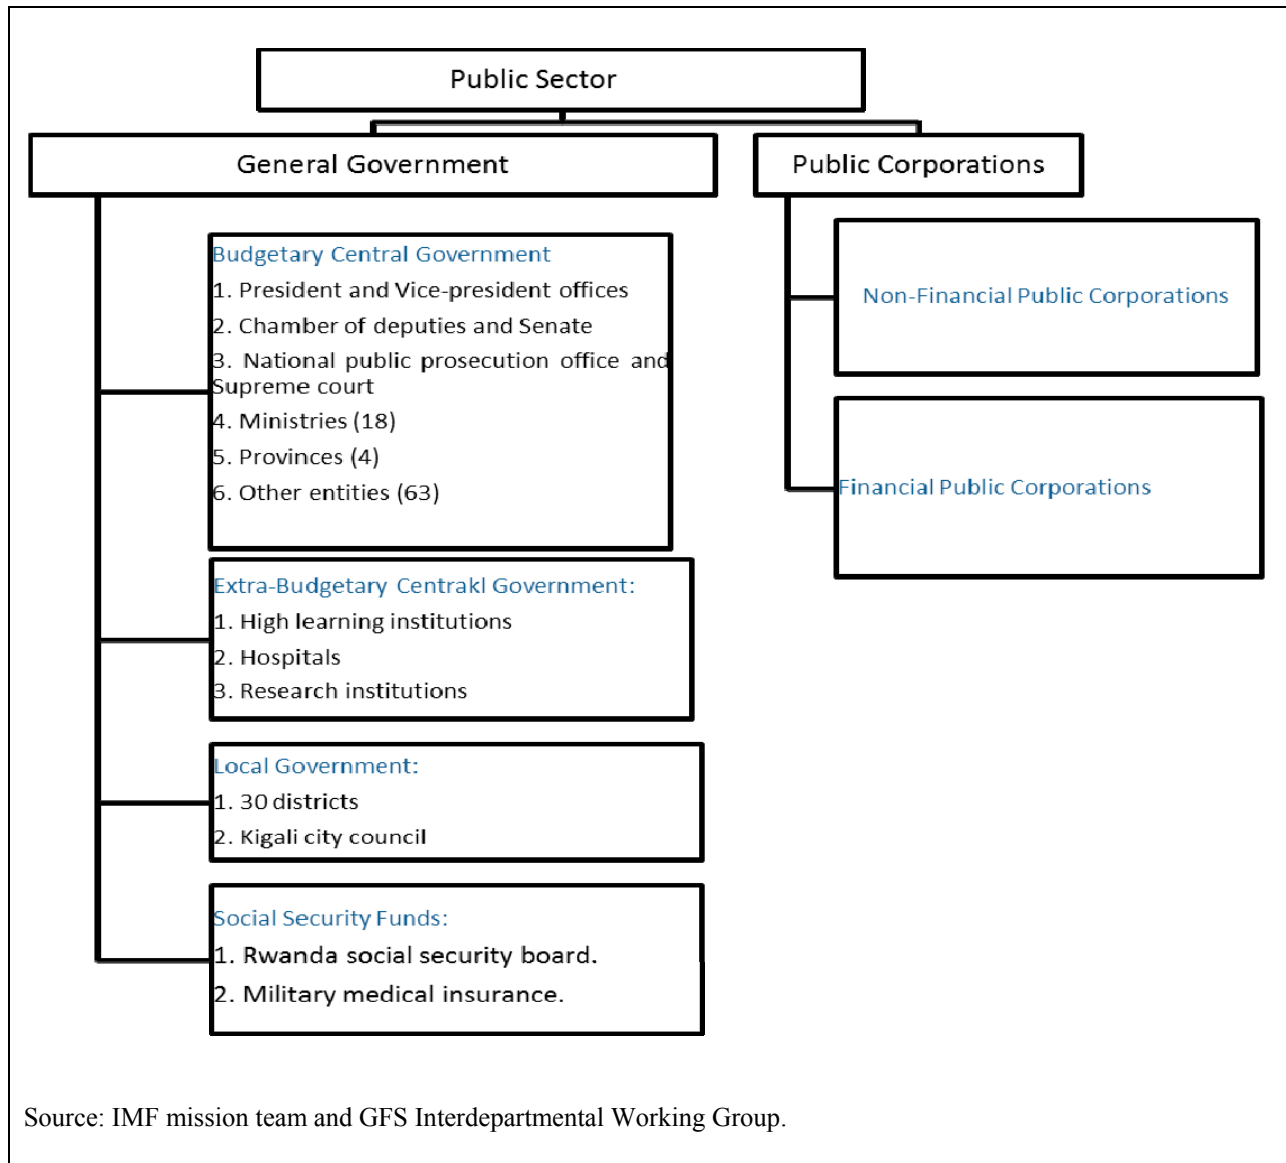 Public Sector
General Government
Public Corporations
Budgetary Central Government
1. President and Vice-president offices
2. Chamber of deputies and Senate
3. National public prosecution office and
Supreme court
4. Ministries (18)
5. Provinces (4)
6. Other entities (63)
Extra-Budgetary Centrakl Government:
1. High learning institutions
2. Hospitals
3. Research institutions
Local Government:
1. 30 districts
2. Kigali city council
Social Security Funds:
1. Rwanda social security board.
2. Military medical insurance.
Non-Financial Public Corporations
Financial Public Corporations
Source: IMF mission team and GFS Interdepartmental Working Group.